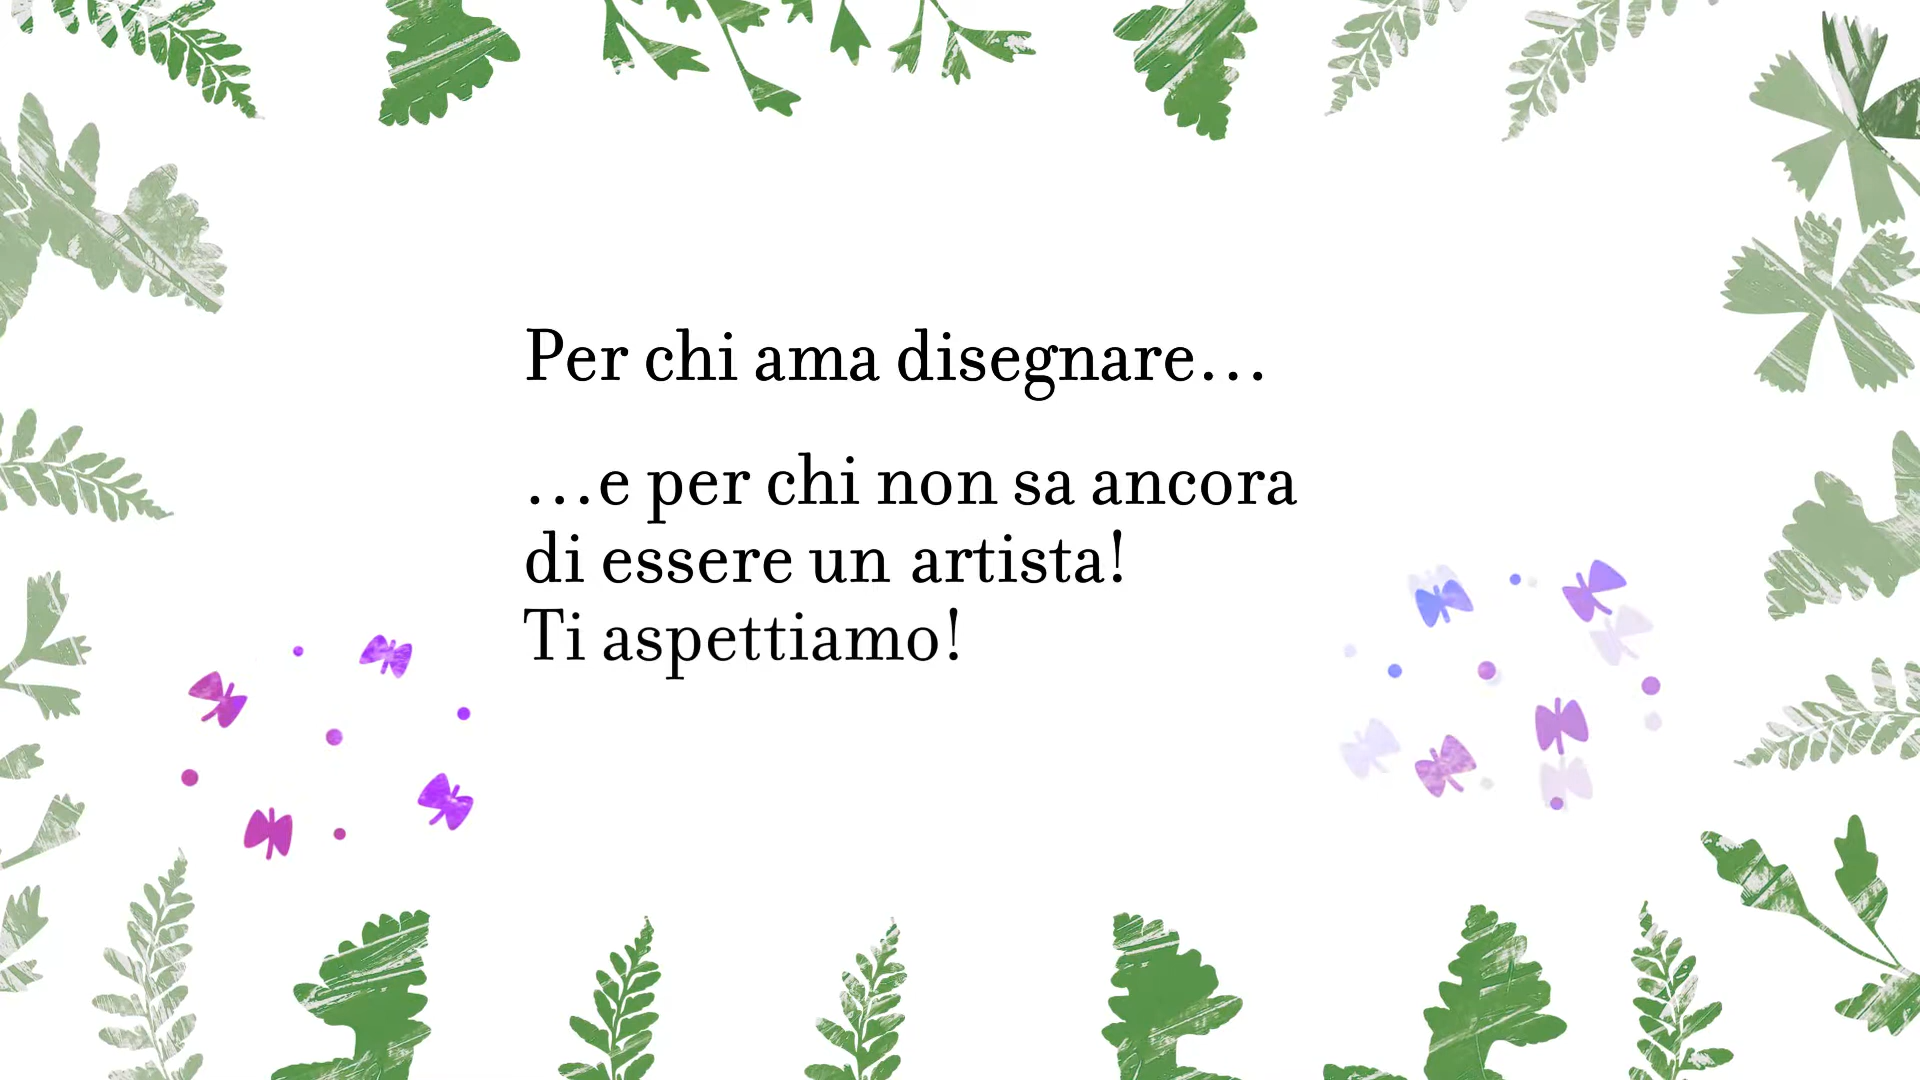 Per chi ama disegnare…
…e per chi non sa ancora
di essere un artista!
Ti aspettiamo!